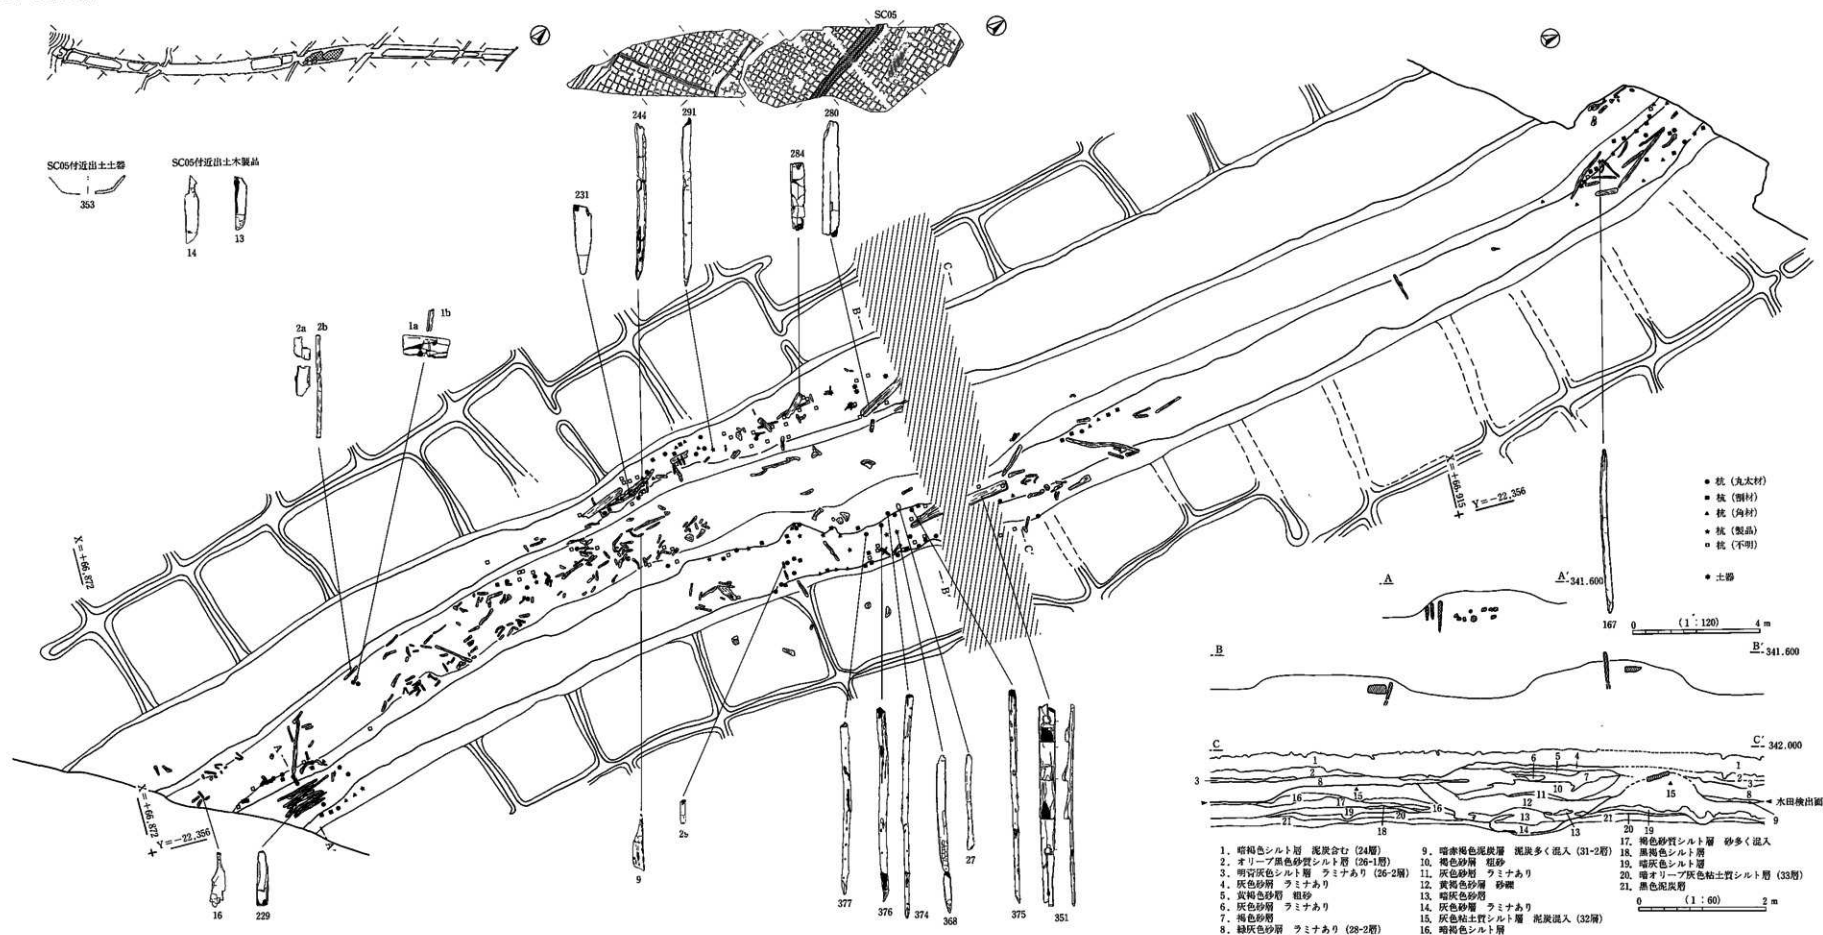 SC05
SC05付近出土土器
353
SC05付近出土木製品
14
13
244
291
280
284
231
2a
2b
1a
1b
C
B
X=+66.872
X=+66.915
Y=-22,356
B'
C'
A
X=+66.872
Y=-22,356
A'
16
229
9
29
377
376
374
368
27
375
351
167
● 杭 (丸太材)
■ 杭 (割材)
▲ 杭 (角材)
★ 杭 (製品)
□ 杭 (不明)
● 土器
A
A' 341.600
0 (1:120) 4 m
B
B' 341.600
C
C' 342.000
水田検出面
1. 暗褐色シルト層 泥炭含む (24層)
2. オリーブ黒色砂質シルト層 (26-1層)
3. 明青灰色シルト層 ラミナあり (26-2層)
4. 灰色砂層 ラミナあり
5. 黄褐色砂層 粗砂
6. 灰色砂層 ラミナあり
7. 褐色砂層
8. 緑灰色砂層 ラミナあり (28-2層)
9. 暗赤褐色泥炭層 泥炭多く混入 (31-2層)
10. 褐色砂層 粗砂
11. 灰色砂層 ラミナあり
12. 黄褐色砂層 砂礫
13. 暗灰色砂層
14. 灰色砂層 ラミナあり
15. 灰色粘土質シルト層 泥炭混入 (32層)
16. 暗褐色シルト層
17. 褐色砂質シルト層 砂多く混入
18. 黒褐色シルト層
19. 暗灰色シルト層
20. 暗オリーブ灰色粘土質シルト層 (33層)
21. 黒色泥炭層
0 (1:60) 2 m